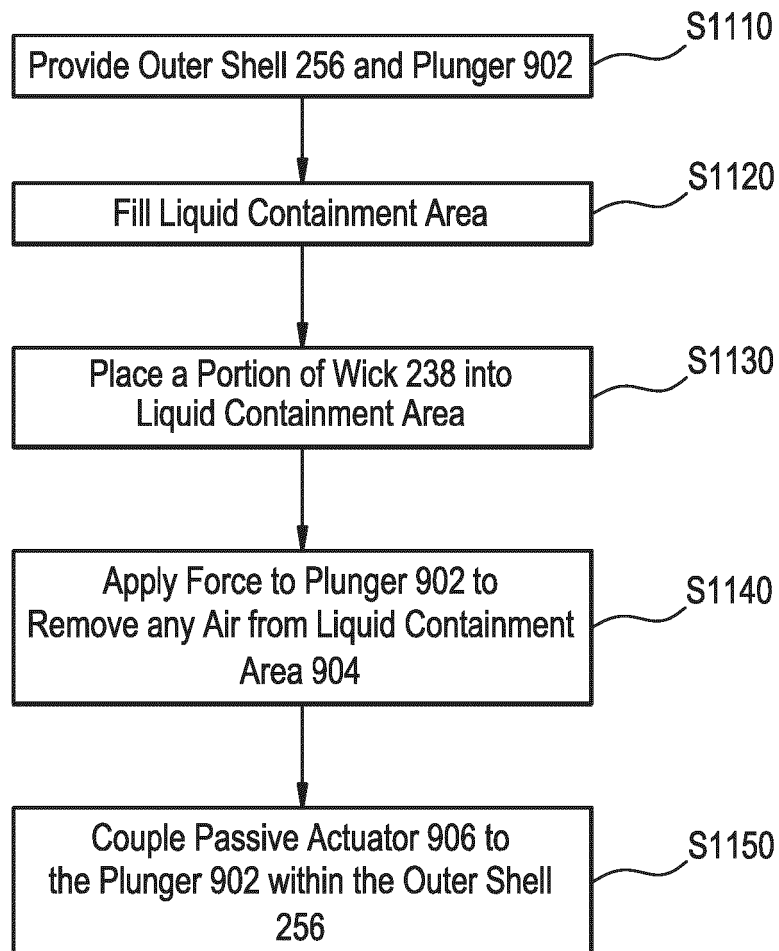 S1110
Provide Outer Shell 256 and Plunger 902
S1120
Fill Liquid Containment Area
S1130
Place a Portion of Wick 238 into
Liquid Containment Area
S1140
Apply Force to Plunger 902 to
Remove any Air from Liquid Containment
Area 904
S1150
Couple Passive Actuator 906 to
the Plunger 902 within the Outer Shell
256